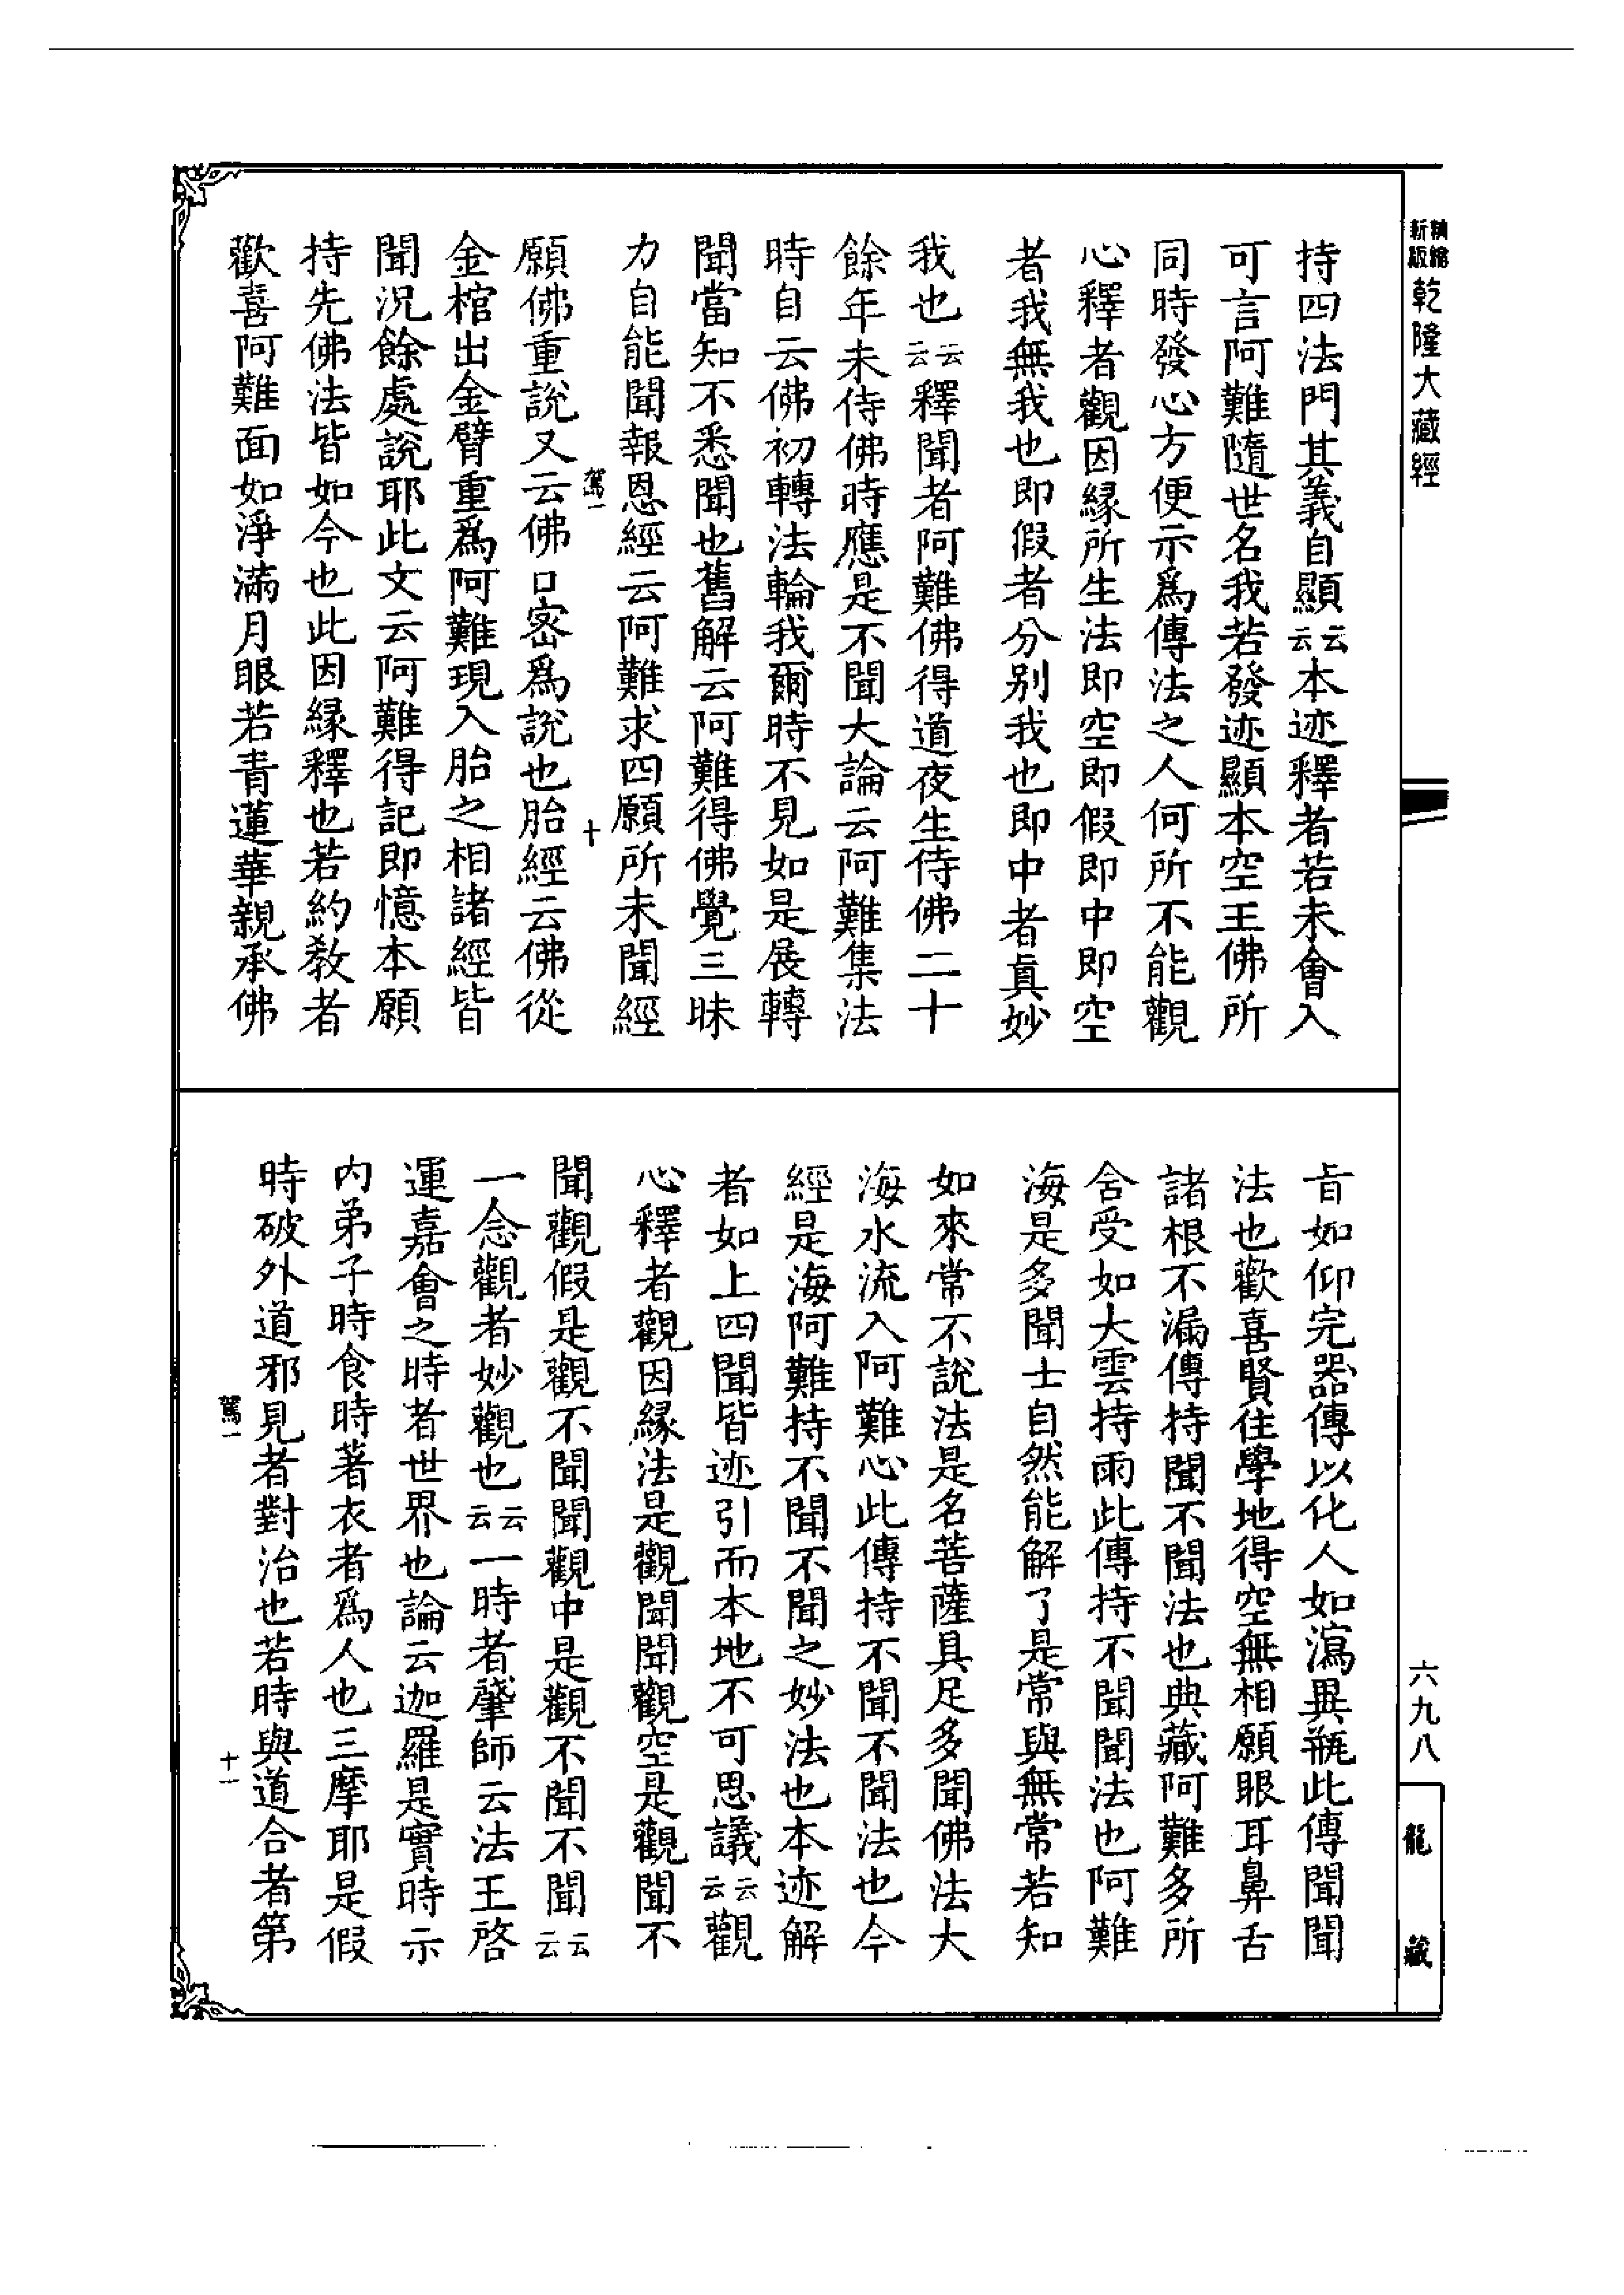 精縮新版乾隆大藏經
持四法門其義自顯云云本迹釋者若未會入
可言阿難隨世名我若發迹顯本空王佛所
同時發心方便示爲傳法之人何所不能觀
心釋者觀因緣所生法即空即假即中即空
者我無我也即假者分別我也即中者真妙
我也云云釋聞者阿難佛得道夜生侍佛二十
餘年未侍佛時應是不聞大論云阿難集法
時自云佛初轉法輪我爾時不見如是展轉
聞當知不悉聞也舊解云阿難得佛覺三昧
力自能聞報恩經云阿難求四願所未聞經
駕一
十
願佛重說又云佛口密爲說也胎經云佛從
金棺出金臂重爲阿難現入胎之相諸經皆
聞況餘處說耶此文云阿難得記即憶本願
持先佛法皆如今也此因緣釋也若約教者
歡喜阿難面如淨滿月眼若青蓮華親承佛
旨如仰完器傳以化人如瀉異瓶此傳聞聞
法也歡喜賢住學地得空無相願眼耳鼻舌
諸根不漏傳持聞不聞法也典藏阿難多所
含受如大雲持雨此傳持不聞聞法也阿難
海是多聞士自然能解了是常與無常若知
如來常不說法是名菩薩具足多聞佛法大
海水流入阿難心此傳持不聞不聞法也今
經是海阿難持不聞不聞之妙法也本迹解
者如上四聞皆迹引而本地不可思議云云觀
心釋者觀因緣法是觀聞聞觀空是觀聞不
聞觀假是觀不聞聞觀中是觀不聞不聞云云
一念觀者妙觀也云云一時者肇師云法王啓
運嘉會之時者世界也論云迦羅是實時示
內弟子時食時著衣者爲人也三摩耶是假
時破外道邪見者對治也若時與道合者第
駕一
十一
六九八
龍藏